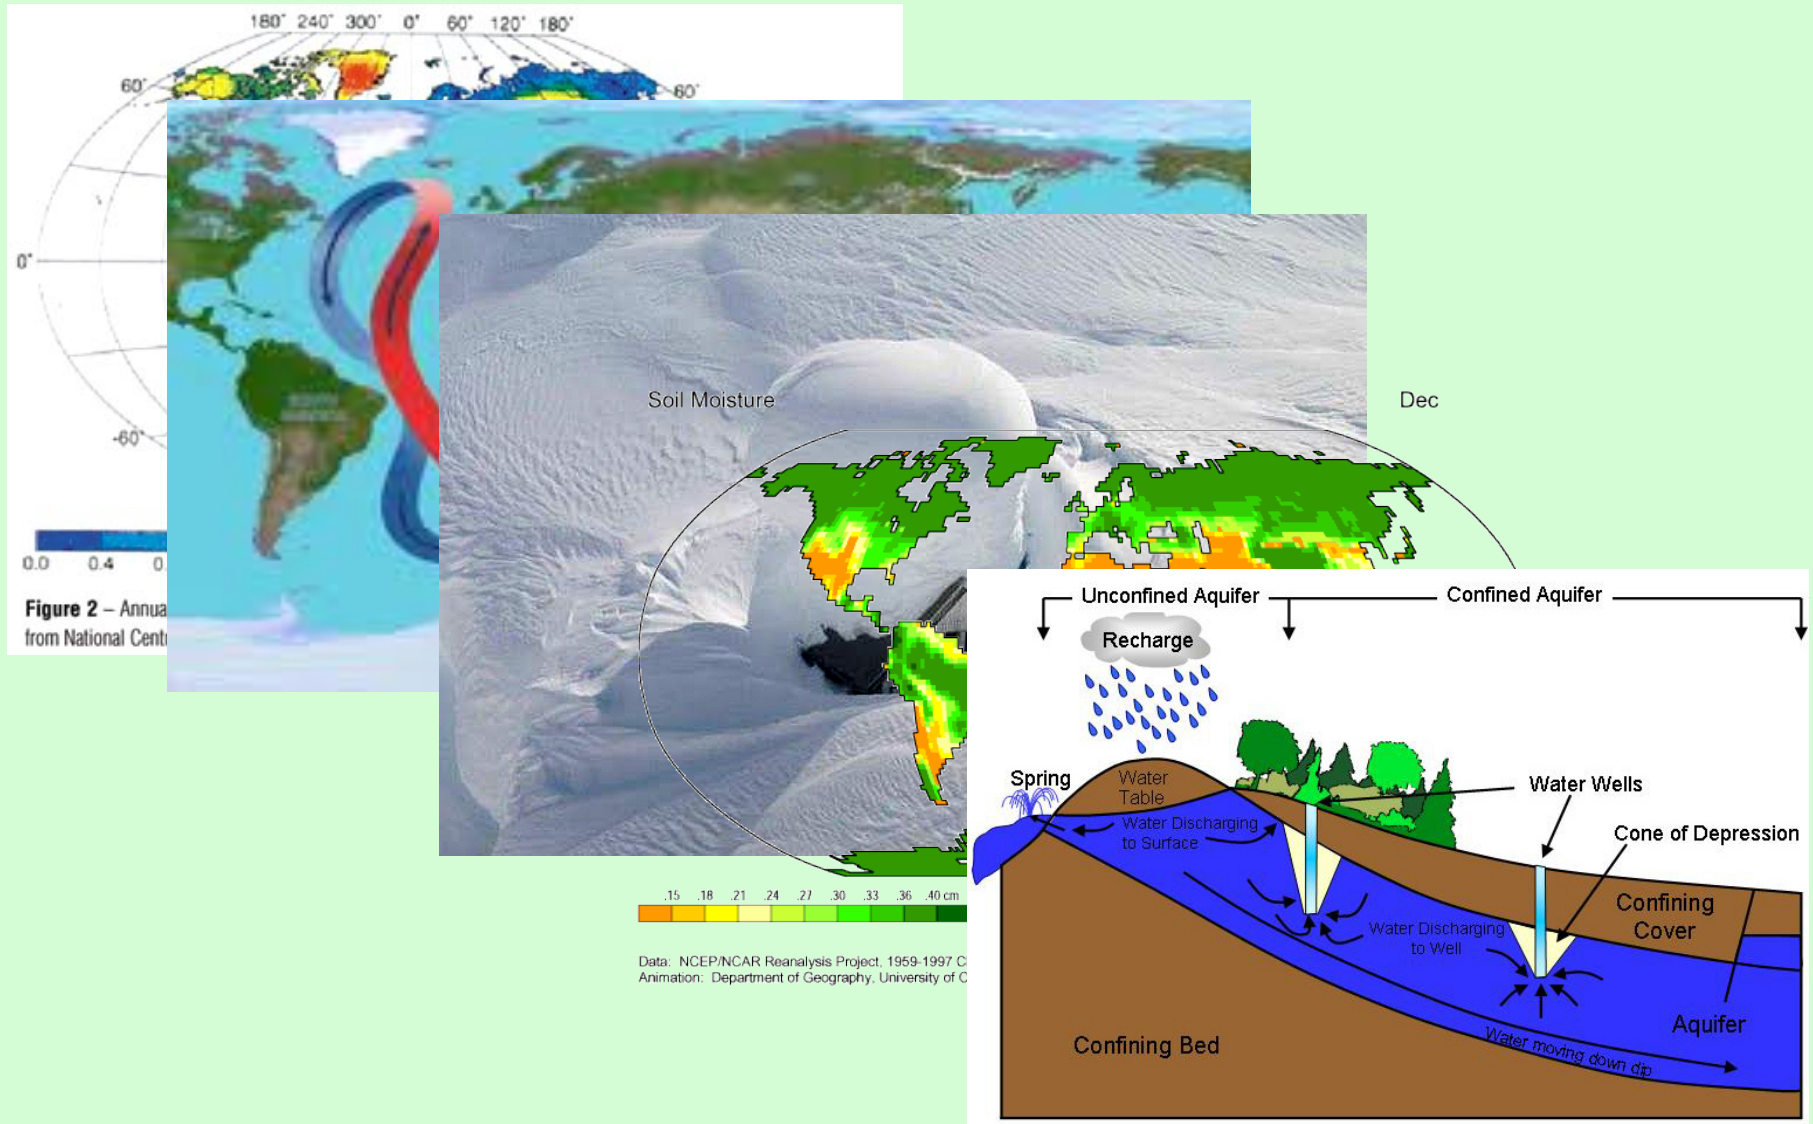 180° 240° 300° 0° 60° 120° 180°
60° 60°
0°
-60°
0.0 0.4
Figure 2 – Annua
from National Cent
Soil Moisture Dec
.15 .18 .21 .24 .27 .30 .33 .36 .40 cm
Data: NCEP/NCAR Reanalysis Project, 1959-1997 C
Animation: Department of Geography, University of
Unconfined Aquifer
Confined Aquifer
Recharge
Spring
Water
Table
Water Wells
Water Discharging
to Surface
Cone of Depression
Confining
Cover
Water Discharging
to Well
Aquifer
Water moving down dip
Confining Bed